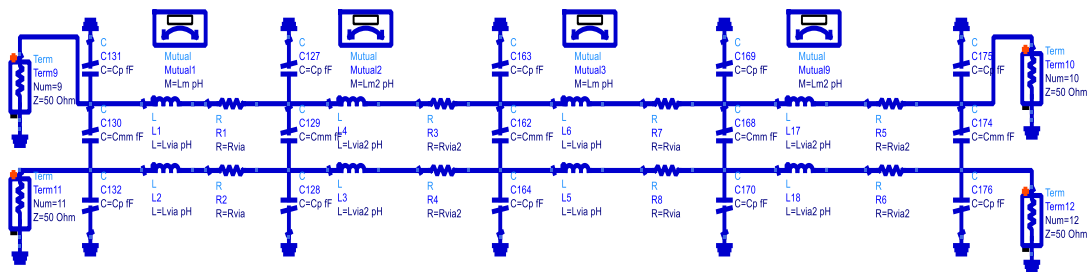 C
C131
C=Cp fF
Mutual
Mutual1
M=Lm pH
C
C127
C=Cp fF
Mutual
Mutual2
M=Lm2 pH
C
C163
C=Cp fF
Mutual
Mutual3
M=Lm pH
C
C169
C=Cp fF
Mutual
Mutual9
M=Lm2 pH
C
C175
C=Cp fF
Term
Term9
Num=9
Z=50 Ohm
Term
Term10
Num=10
Z=50 Ohm
C
C130
C=Cmm fF
L
L1
L=Lvia pH
R
R1
R=Rvia
C
C129
C=Cmm fF
L
L4
L=Lvia2 pH
R
R3
R=Rvia2
C
C162
C=Cmm fF
L
L6
L=Lvia pH
R
R7
R=Rvia
C
C168
C=Cmm fF
L
L17
L=Lvia2 pH
R
R5
R=Rvia2
C
C174
C=Cmm fF
Term
Term11
Num=11
Z=50 Ohm
C
C132
C=Cp fF
L
L2
L=Lvia pH
R
R2
R=Rvia
C
C128
C=Cp fF
L
L3
L=Lvia2 pH
R
R4
R=Rvia2
C
C164
C=Cp fF
L
L5
L=Lvia pH
R
R8
R=Rvia
C
C170
C=Cp fF
L
L18
L=Lvia2 pH
R
R6
R=Rvia2
C
C176
C=Cp fF
Term
Term12
Num=12
Z=50 Ohm